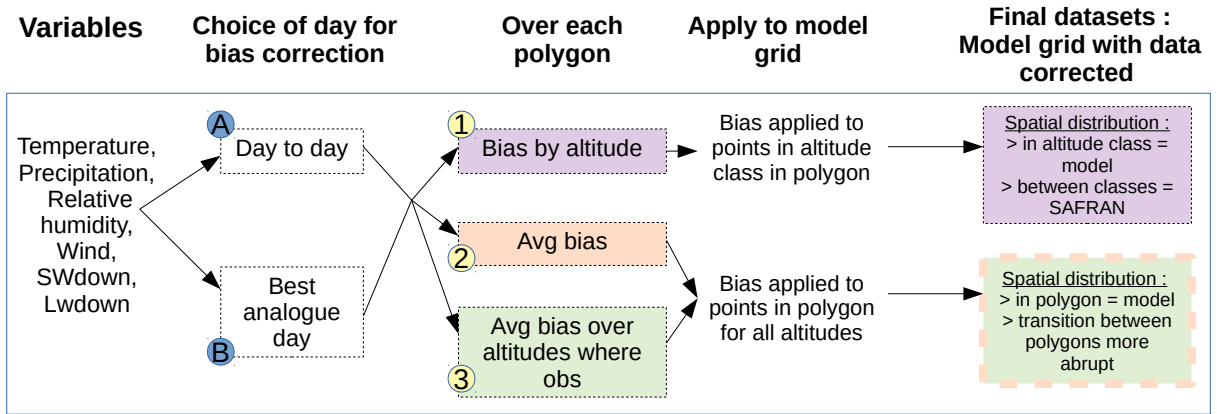 Variables
Choice of day for
bias correction
Over each
polygon
Apply to model
grid
Final datasets :
Model grid with data
corrected
Temperature,
Precipitation,
Relative
humidity,
Wind,
SWdown,
Lwdown
A
Day to day
B
Best
analogue
day
1
Bias by altitude
2
Avg bias
3
Avg bias over
altitudes where
obs
Bias applied to
points in altitude
class in polygon
Bias applied to
points in polygon
for all altitudes
Spatial distribution :
> in altitude class =
model
> between classes =
SAFRAN
Spatial distribution :
> in polygon = model
> transition between
polygons more
abrupt